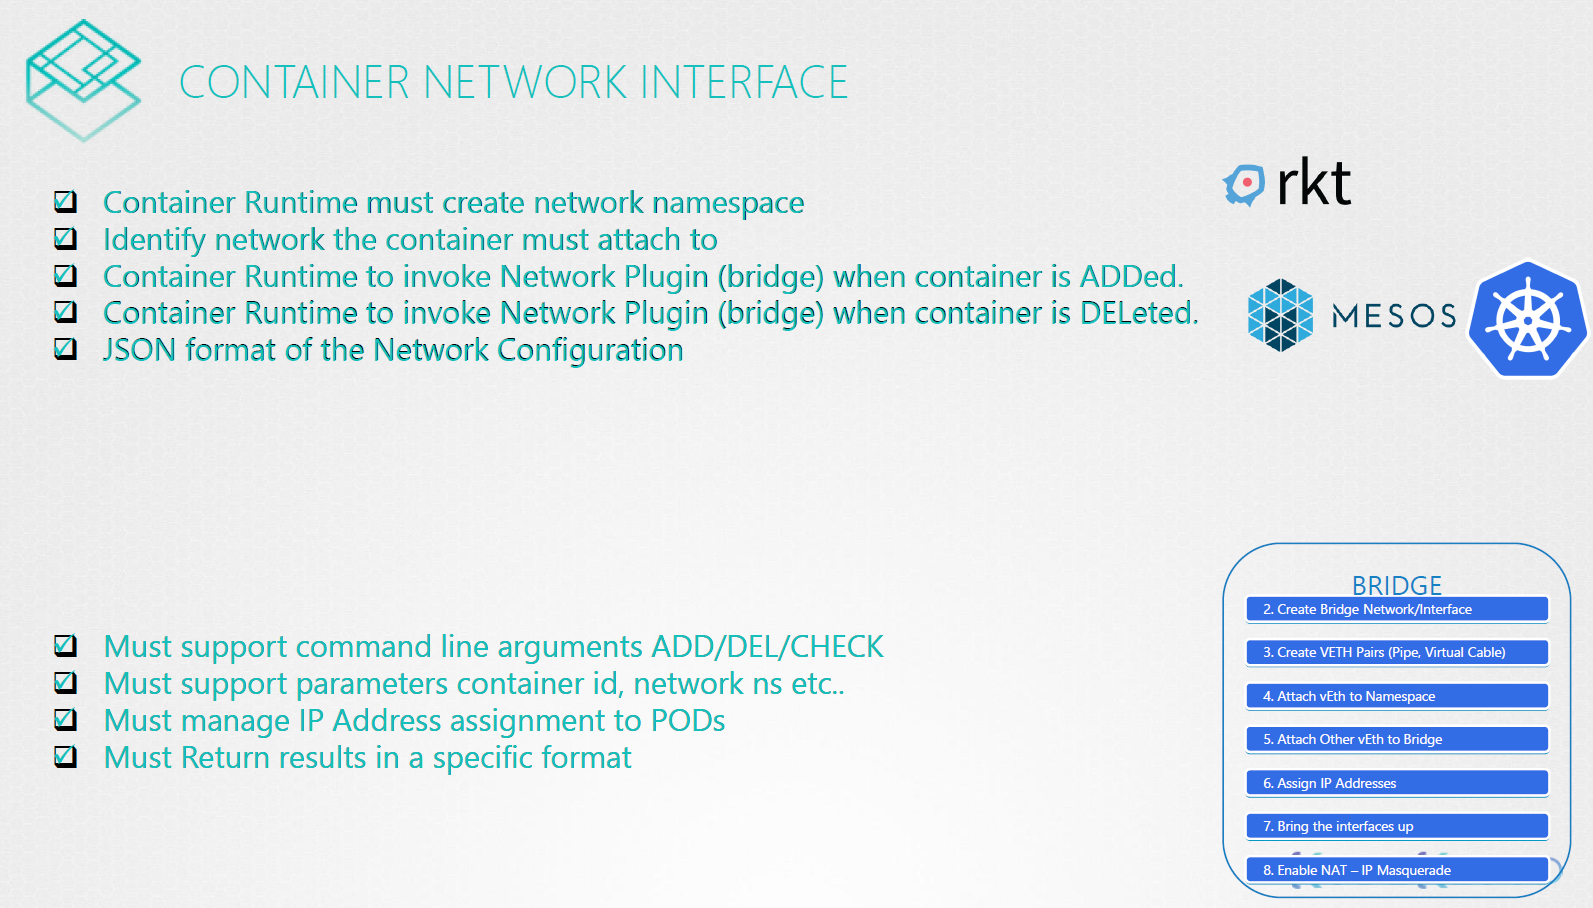 CONTAINER NETWORK INTERFACE
Container Runtime must create network namespace
Identify network the container must attach to
Container Runtime to invoke Network Plugin (bridge) when container is ADDed.
Container Runtime to invoke Network Plugin (bridge) when container is DELeted.
JSON format of the Network Configuration
rkt
MESOS
Must support command line arguments ADD/DEL/CHECK
Must support parameters container id, network ns etc..
Must manage IP Address assignment to PODs
Must Return results in a specific format
BRIDGE
2. Create Bridge Network/Interface
3. Create VETH Pairs (Pipe, Virtual Cable)
4. Attach vEth to Namespace
5. Attach Other vEth to Bridge
6. Assign IP Addresses
7. Bring the interfaces up
8. Enable NAT – IP Masquerade